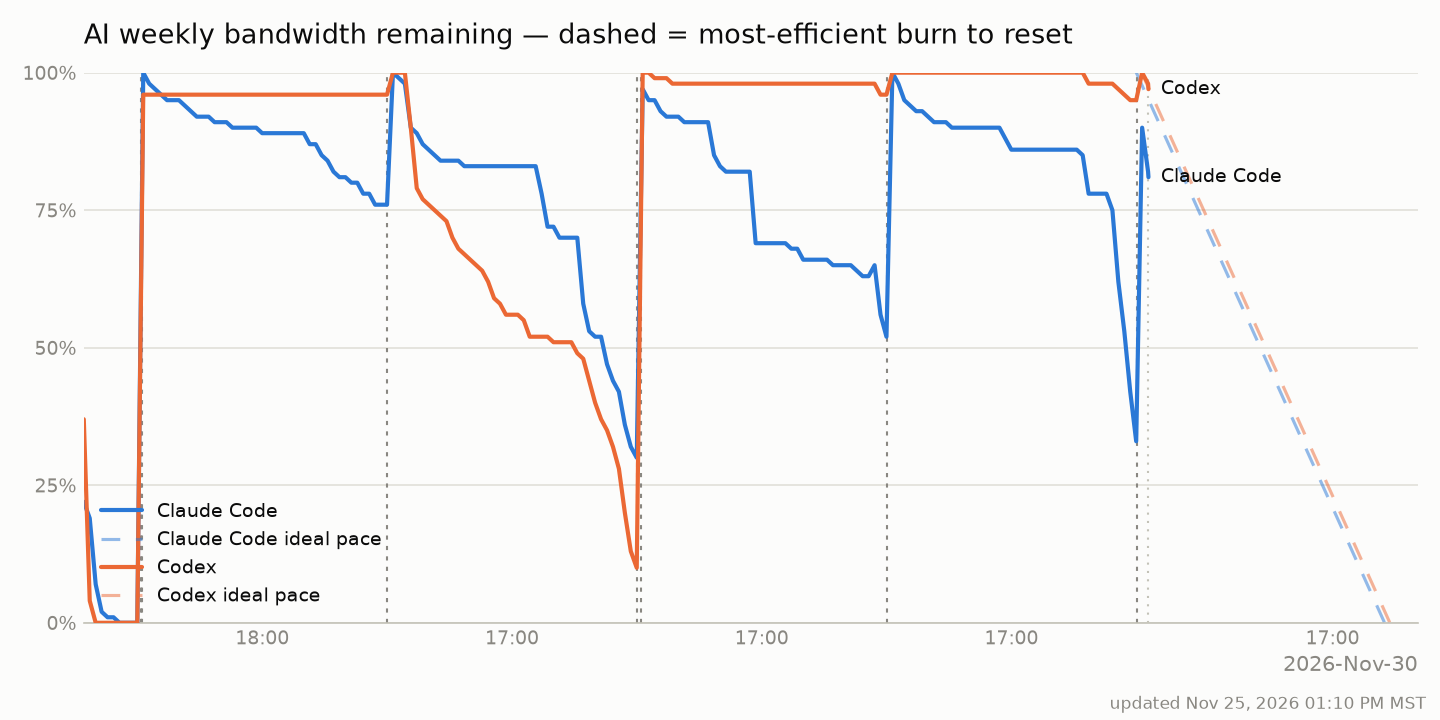 AI weekly bandwidth remaining — dashed = most-efficient burn to reset
100%
75%
50%
25%
0%
Codex
Claude Code
Claude Code
Claude Code ideal pace
Codex
Codex ideal pace
18:00 17:00 17:00 17:00 17:00
2026-Nov-30
updated Nov 25, 2026 01:10 PM MST